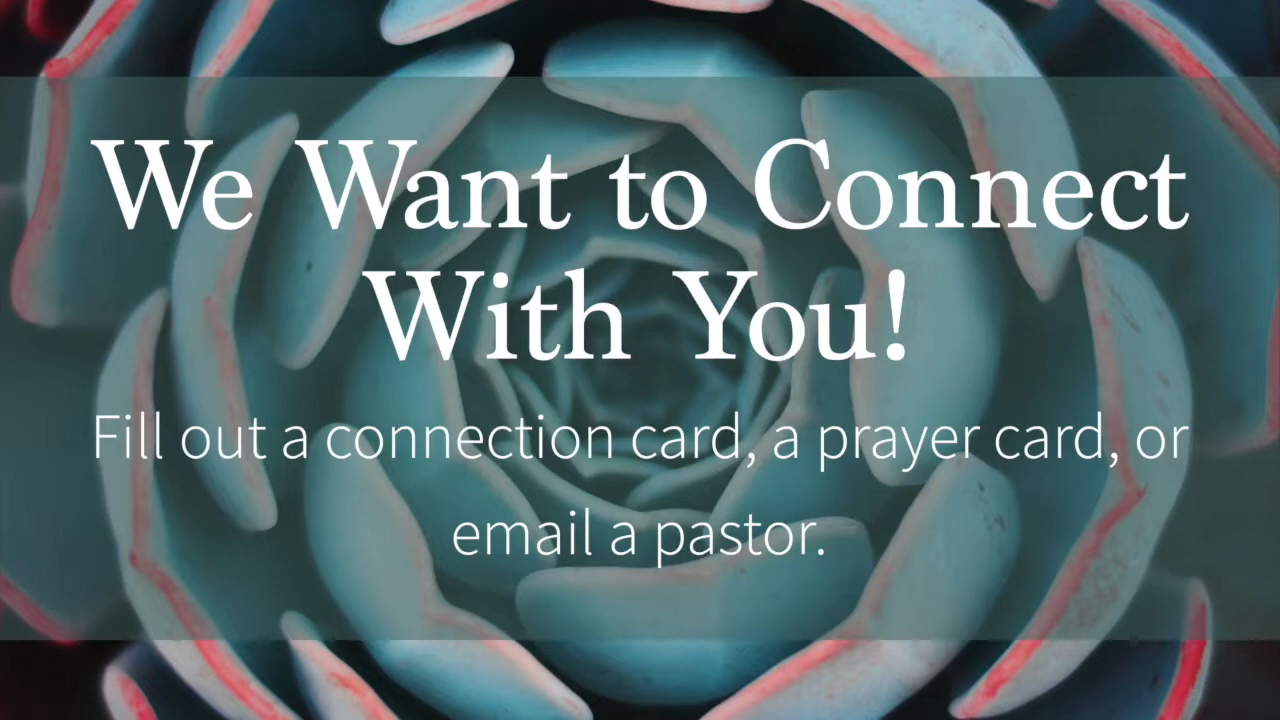 We Want to Connect
With You!
Fill out a connection card, a prayer card, or
email a pastor.